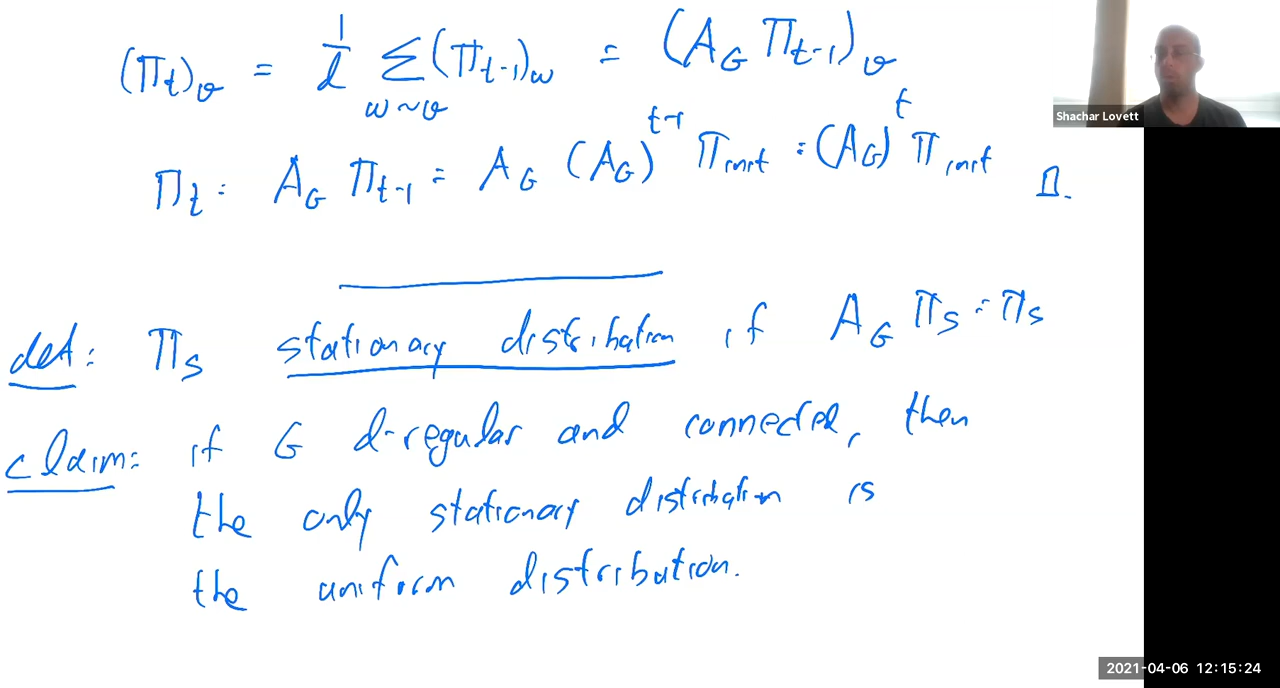 (Π_t)_v = 1/d Σ_{w~v} (Π_{t-1})_w = (A_G Π_{t-1})_v
Π_t = A_G Π_{t-1} = A_G (A_G)^{t-1} Π_init = (A_G)^t Π_init
Shachar Lovett
def: Π_s stationary distribution if A_G Π_s = Π_s
claim: if G d-regular and connected, then
the only stationary distribution is
the uniform distribution.
2021-04-06 12:15:24